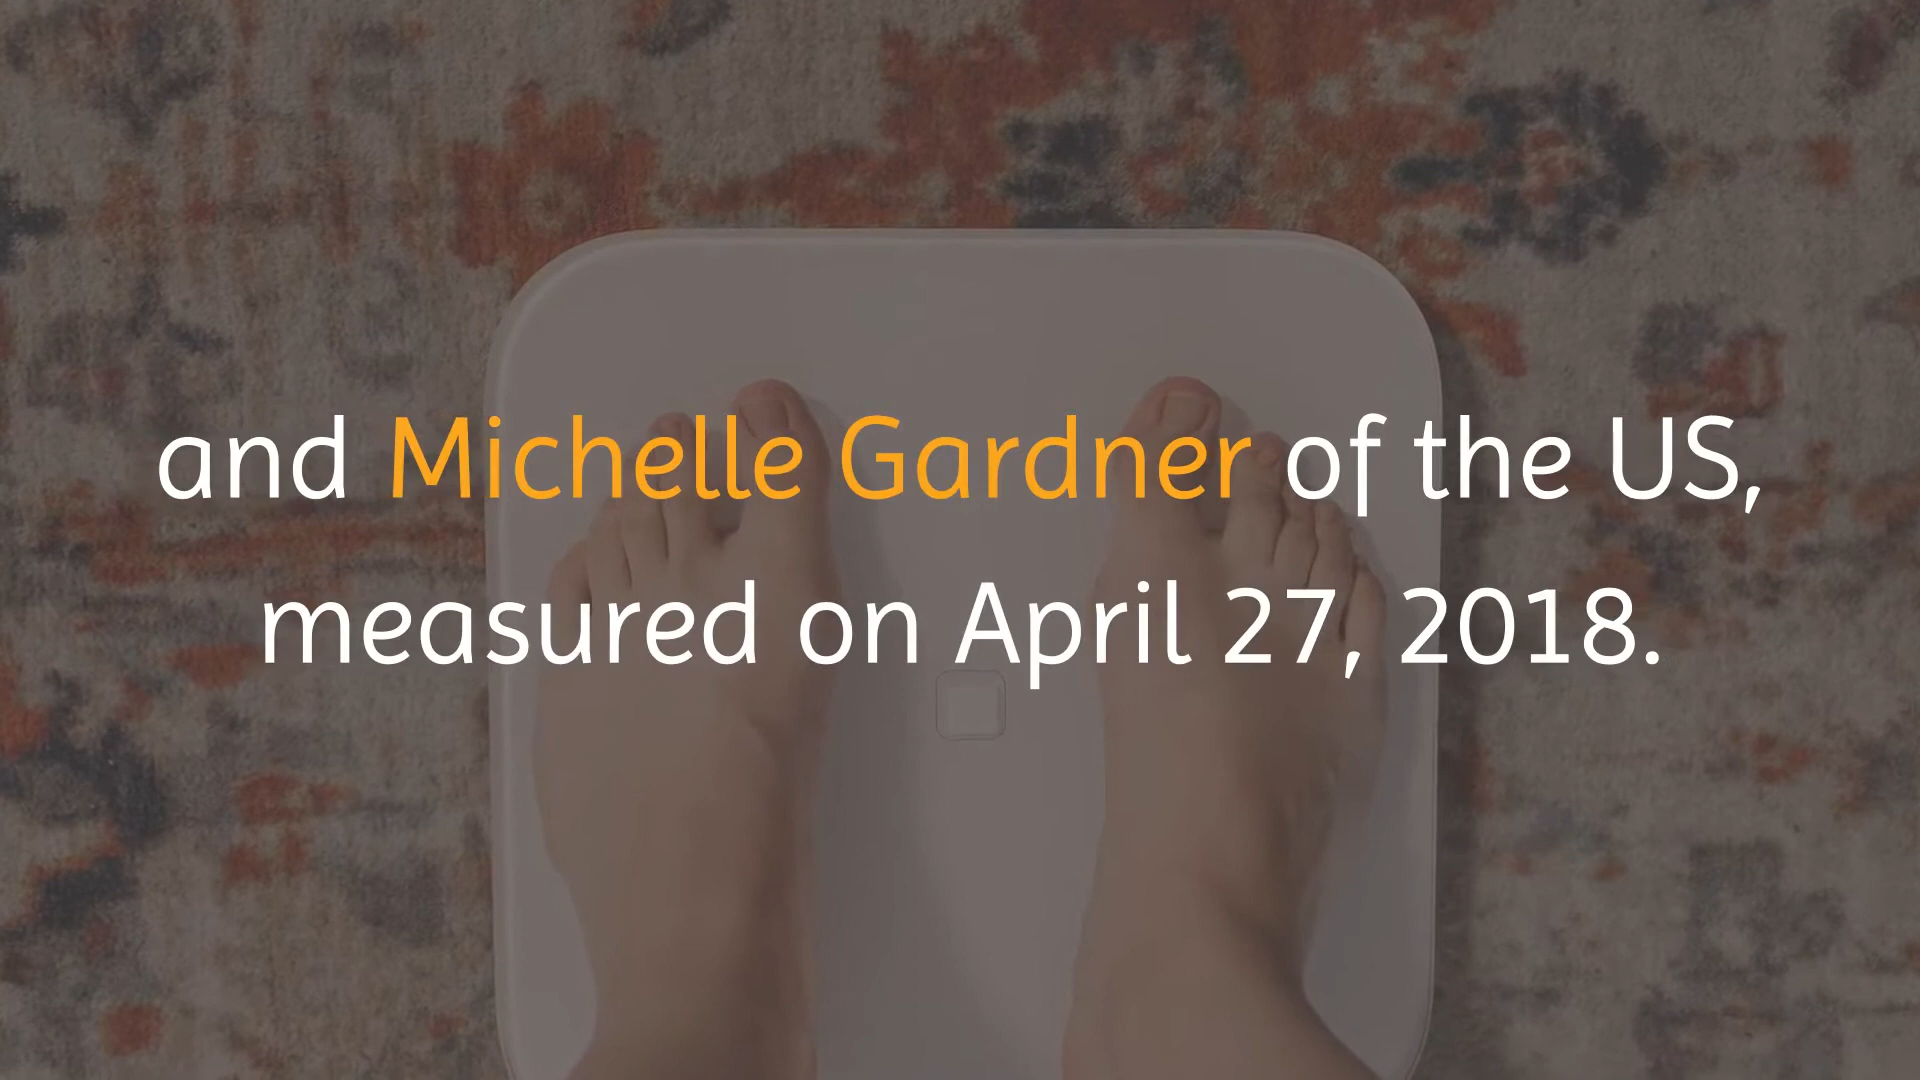 and Michelle Gardner of the US,
measured on April 27, 2018.